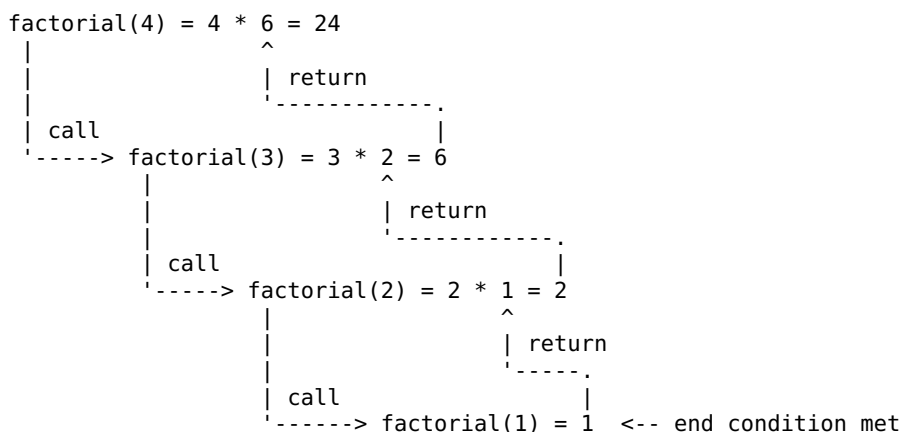 factorial(4) = 4 * 6 = 24
 |                 ^
 |                 | return
 |                 '------------.
 | call                         |
 '-----> factorial(3) = 3 * 2 = 6
          |                 ^
          |                 | return
          |                 '------------.
          | call                         |
          '-----> factorial(2) = 2 * 1 = 2
                   |                 ^
                   |                 | return
                   |                 '-----.
                   | call                  |
                   '------> factorial(1) = 1  <-- end condition met